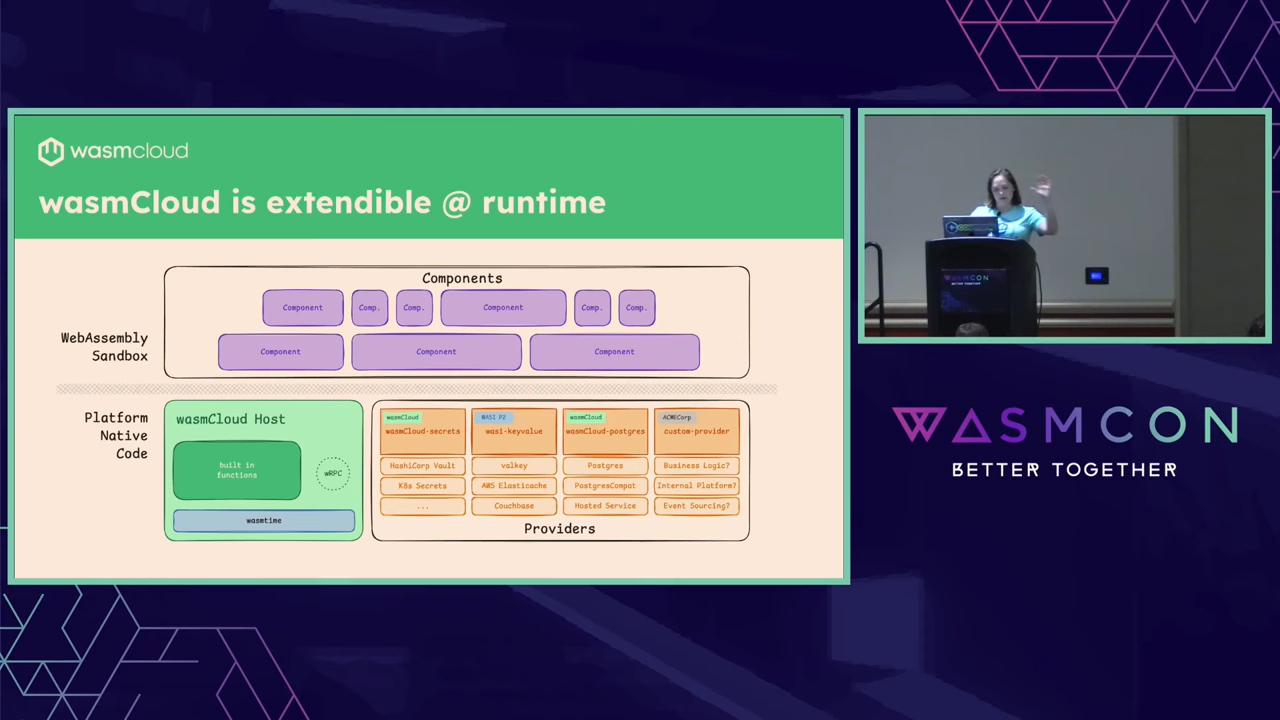 wasmcloud
wasmCloud is extendible @ runtime
Components
Component
Comp.
Comp.
Component
Comp.
Comp.
WebAssembly
Sandbox
Component
Component
Component
Platform
Native
Code
wasmCloud Host
built in
functions
wRPC
wasmtime
wasmCloud
wasmCloud-secrets
HashiCorp Vault
K8s Secrets
...
WASI P2
wasi-keyvalue
valkey
AWS Elasticache
Couchbase
wasmCloud
wasmCloud-postgres
Postgres
PostgresCompat
Hosted Service
ACMECorp
custom-provider
Business Logic?
Internal Platform?
Event Sourcing?
Providers
WASMCON
BETTER TOGETHER
WASMCON
BETTER TOGETHER